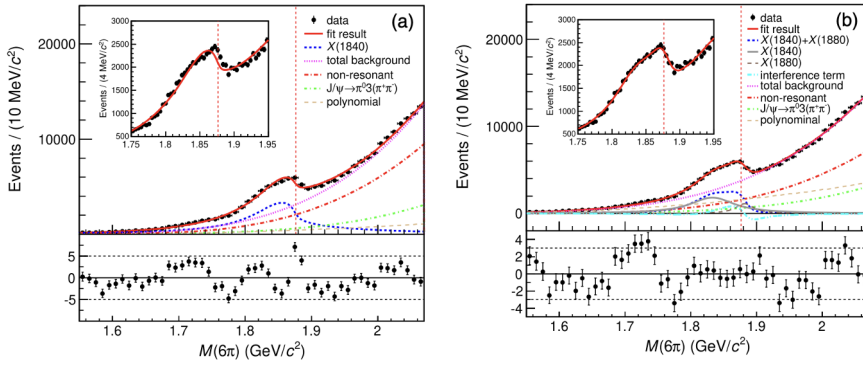 (a)
data
fit result
X(1840)
total background
non-resonant
J/ψ→π⁰3(π⁺π⁻)
polynomial
Events / (10 MeV/c²)
20000
10000
Events / (4 MeV/c²)
3000
2500
2000
1500
1000
500
1.75 1.8 1.85 1.9 1.95
5
0
-5
1.6 1.7 1.8 1.9 2
M(6π) (GeV/c²)
(b)
data
fit result
X(1840)+X(1880)
X(1840)
X(1880)
interference term
total background
non-resonant
J/ψ→π⁰3(π⁺π⁻)
polynomial
Events / (10 MeV/c²)
20000
10000
0
Events / (4 MeV/c²)
3000
2500
2000
1500
1000
500
1.75 1.8 1.85 1.9 1.95
4
2
0
-2
-4
1.6 1.7 1.8 1.9 2
M(6π) (GeV/c²)